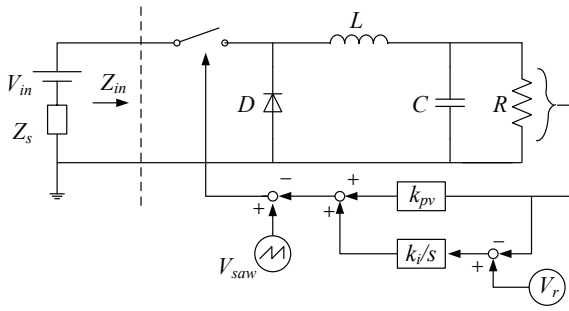 L
V_in
Z_in
Z_s
D
C
R
−
+
+
+
k_pv
V_saw
k_i/s
−
+
V_r